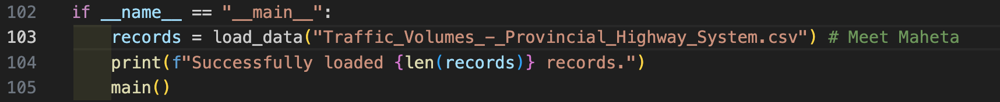 102 if __name__ == "__main__":
103 records = load_data("Traffic_Volumes_-_Provincial_Highway_System.csv") # Meet Maheta
104 print(f"Successfully loaded {len(records)} records.")
105 main()